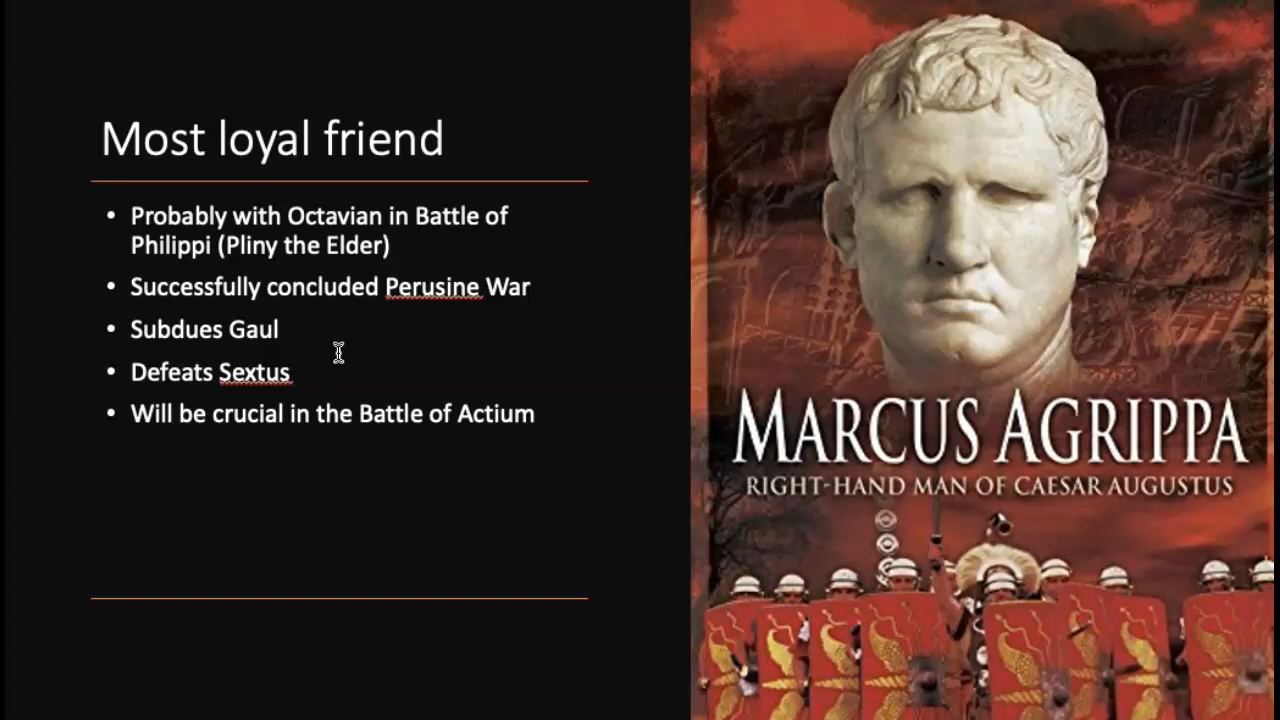 Most loyal friend
• Probably with Octavian in Battle of
Philippi (Pliny the Elder)
• Successfully concluded Perusine War
• Subdues Gaul
• Defeats Sextus
• Will be crucial in the Battle of Actium
MARCUS AGRIPPA
RIGHT-HAND MAN OF CAESAR AUGUSTUS